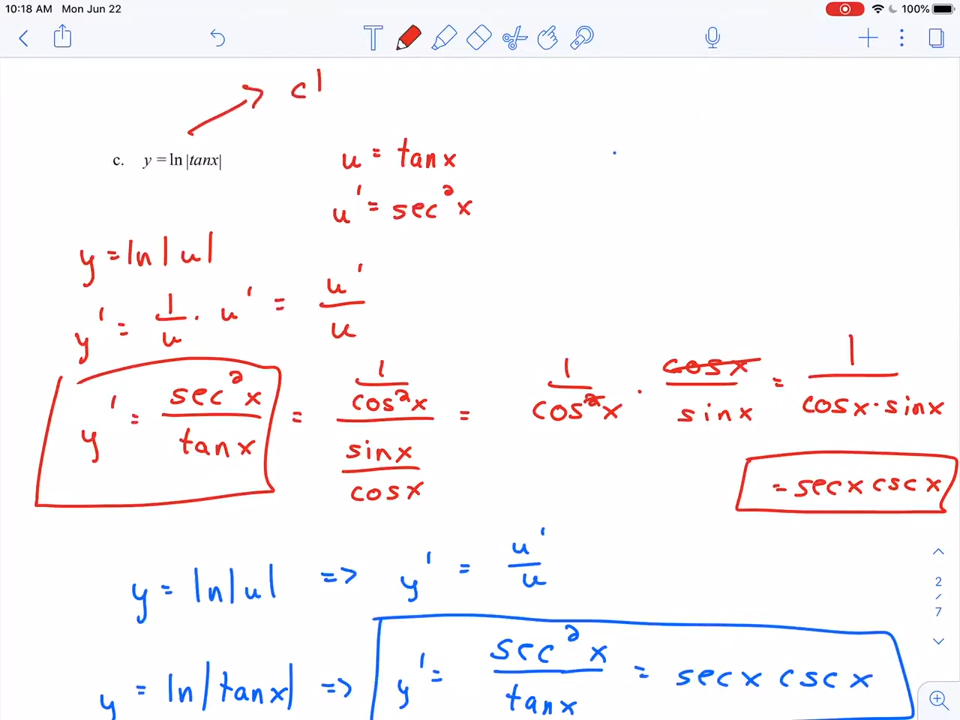 10:18 AM Mon Jun 22 100%
T
cl
c. y = ln |tanx|
u = tanx
u' = sec²x
y = ln|u|
y' = 1/u · u' = u'/u
y' = sec²x/tanx = (1/cos²x)/(sinx/cosx) = 1/cos²x · cosx/sinx = 1/(cosx·sinx)
= secx cscx
y = ln|u| => y' = u'/u
y = ln|tanx| => y' = sec²x/tanx = secx cscx
2/7